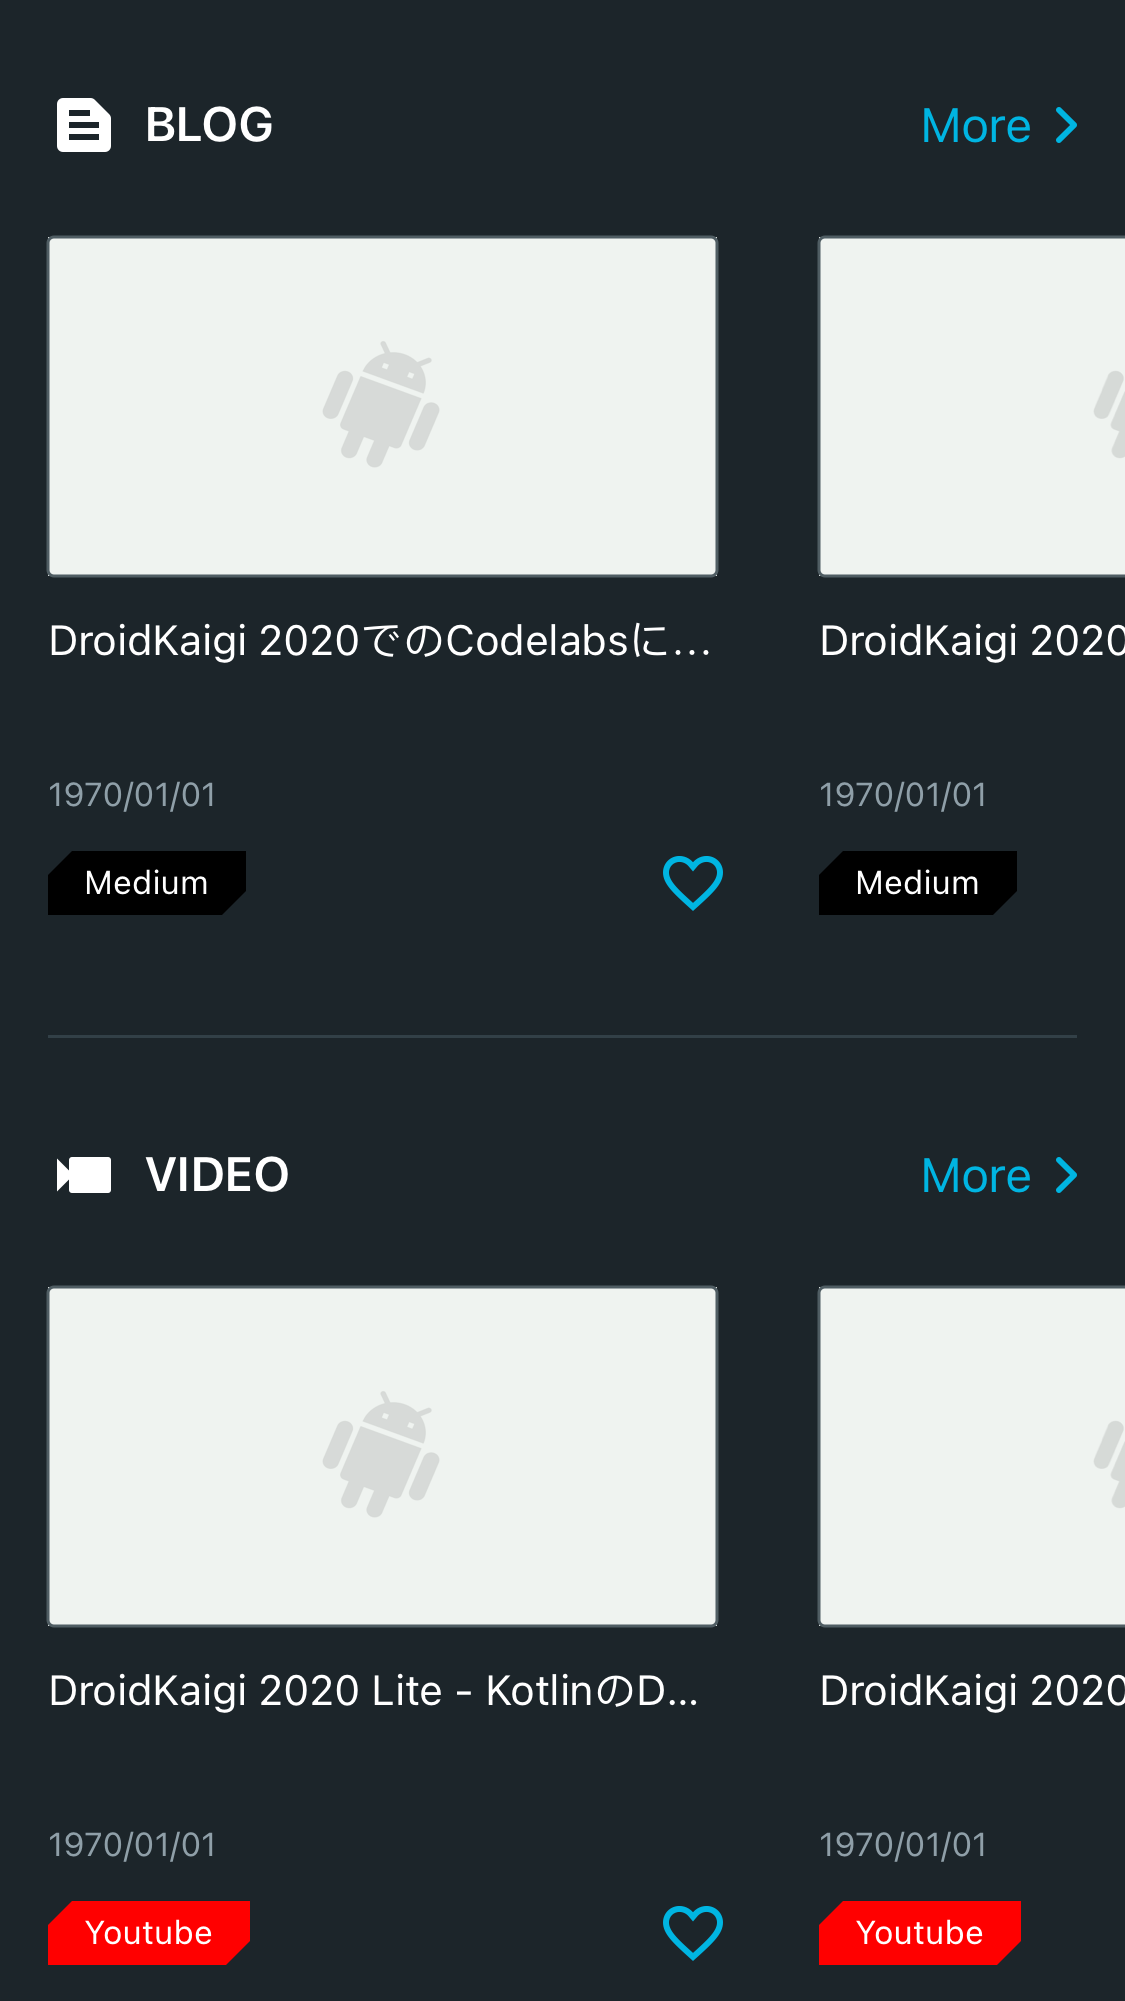 BLOG
More
DroidKaigi 2020でのCodelabsに...
DroidKaigi 2020
1970/01/01
1970/01/01
Medium
Medium
VIDEO
More
DroidKaigi 2020 Lite - KotlinのD...
DroidKaigi 2020
1970/01/01
1970/01/01
Youtube
Youtube